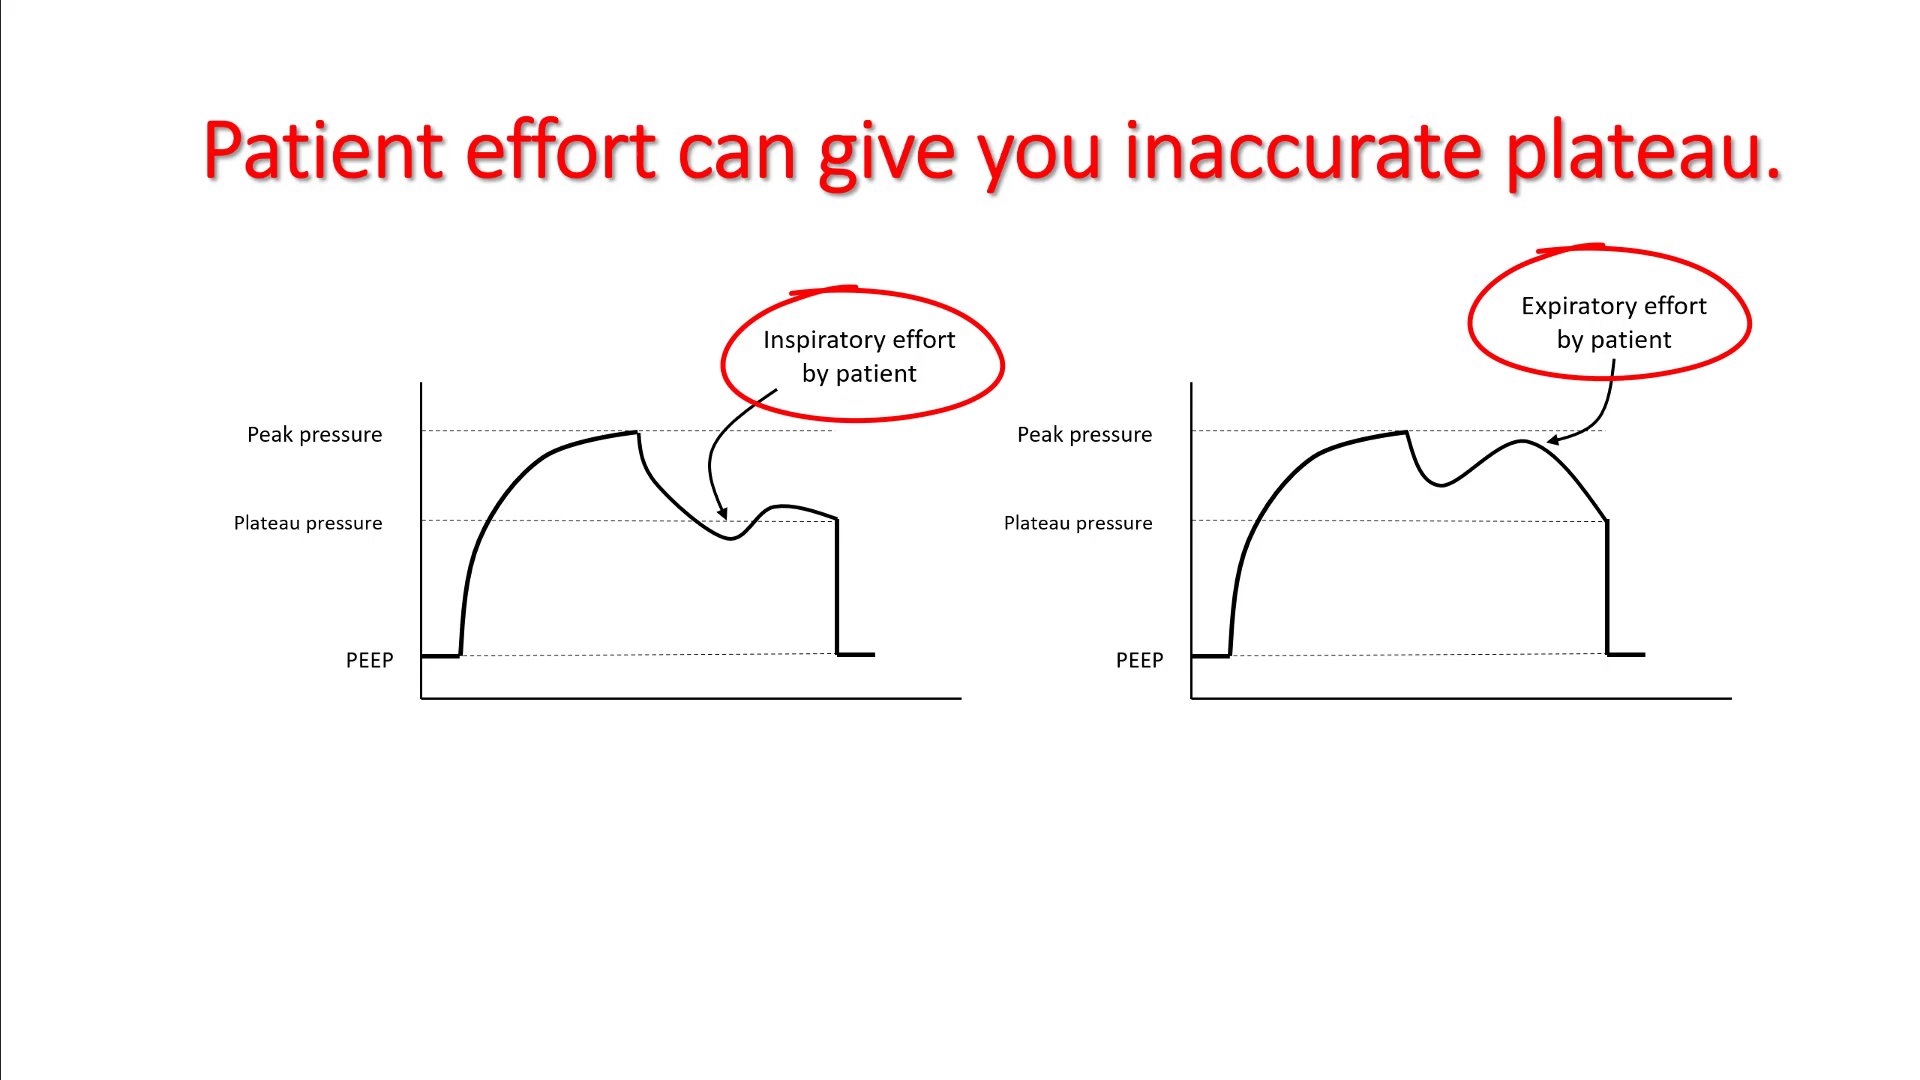 Patient effort can give you inaccurate plateau.
Inspiratory effort
by patient
Peak pressure
Plateau pressure
PEEP
Expiratory effort
by patient
Peak pressure
Plateau pressure
PEEP